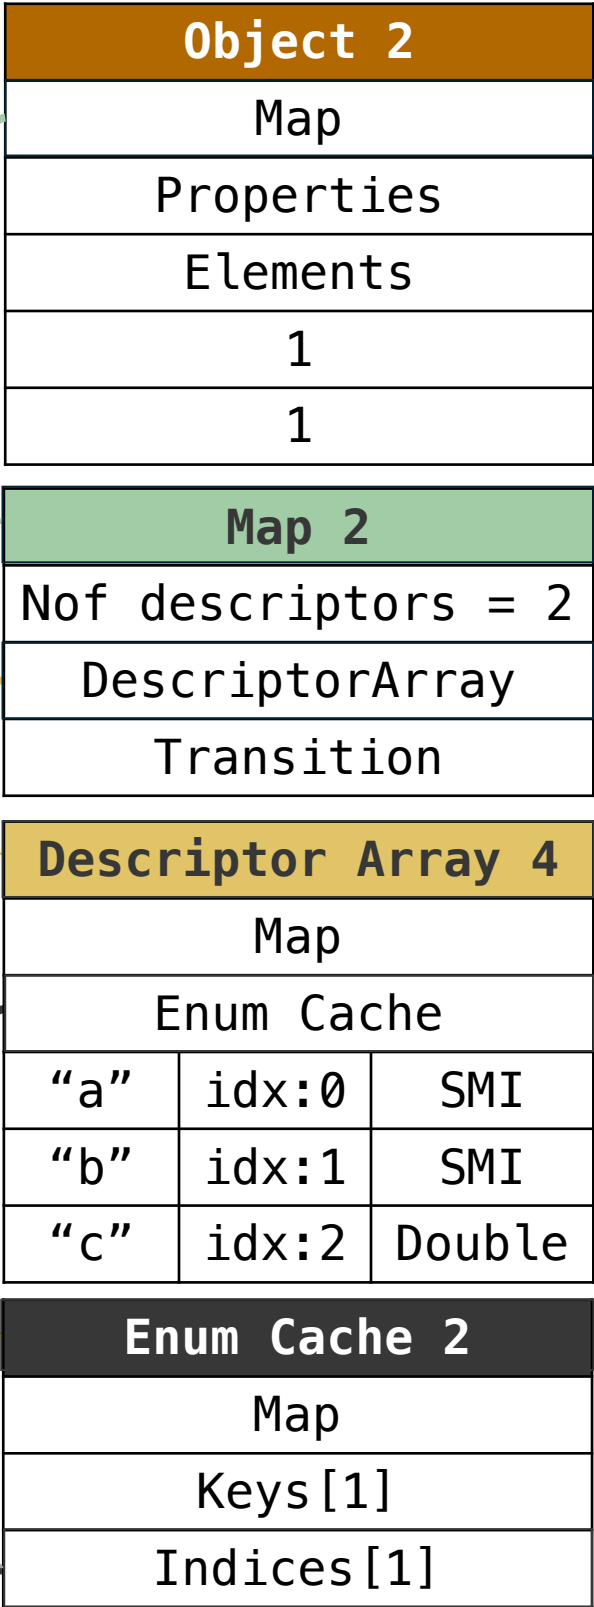 Object 2
Map
Properties
Elements
1
1
Map 2
Nof descriptors = 2
DescriptorArray
Transition
Descriptor Array 4
Map
Enum Cache
“a” idx:0 SMI
“b” idx:1 SMI
“c” idx:2 Double
Enum Cache 2
Map
Keys[1]
Indices[1]